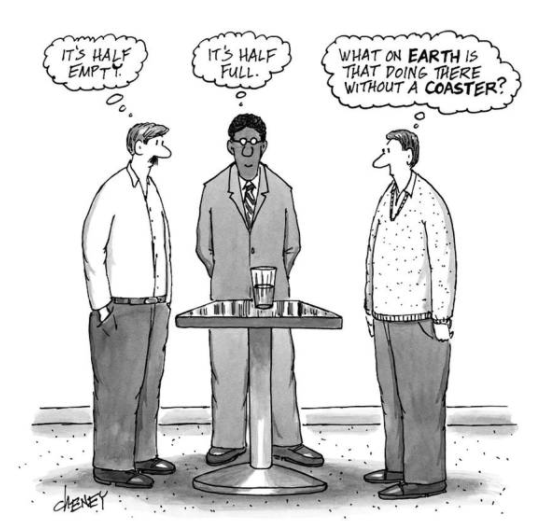 IT'S HALF
EMPTY.
IT'S HALF
FULL.
WHAT ON EARTH IS
THAT DOING THERE
WITHOUT A COASTER?
CHENEY